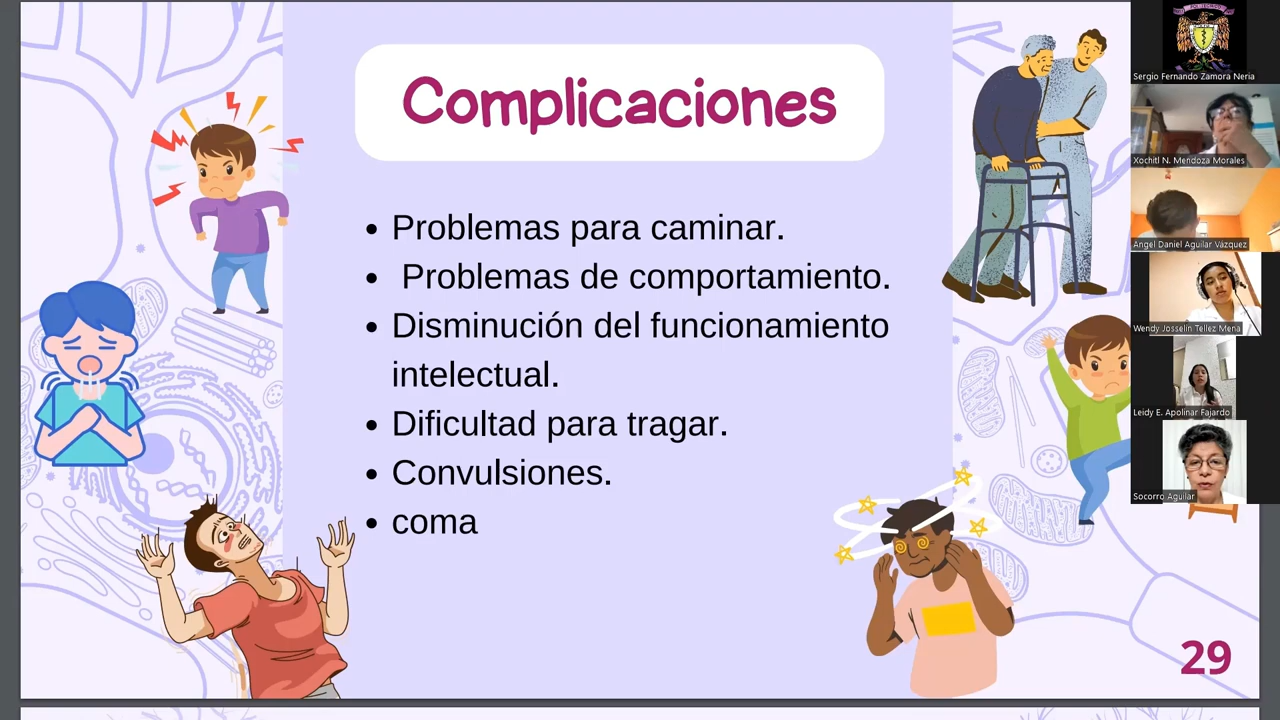 Complicaciones
Problemas para caminar.
Problemas de comportamiento.
Disminución del funcionamiento
intelectual.
Dificultad para tragar.
Convulsiones.
coma
29
Sergio Fernando Zamora Neria
Xochitl N. Mendoza Morales
Angel Daniel Aguilar Vázquez
Wendy Josselin Tellez Mena
Leidy E. Apolinar Fajardo
Socorro Aguilar